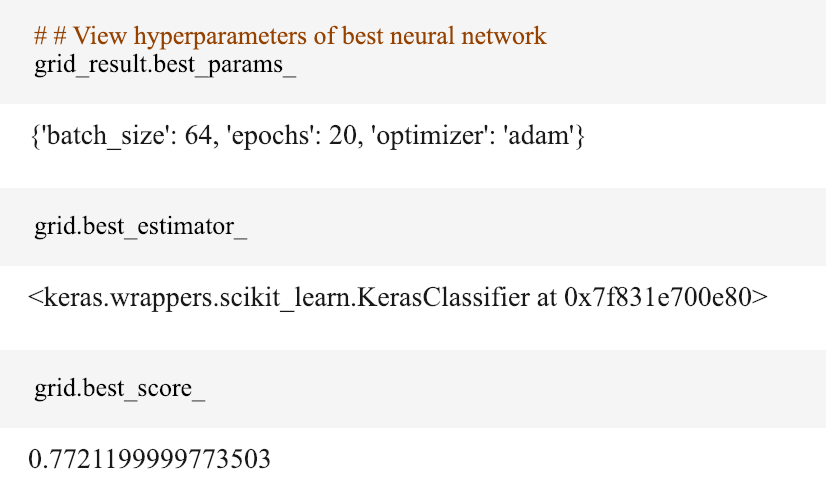 # # View hyperparameters of best neural network
grid_result.best_params_
{'batch_size': 64, 'epochs': 20, 'optimizer': 'adam'}
grid.best_estimator_
<keras.wrappers.scikit_learn.KerasClassifier at 0x7f831e700e80>
grid.best_score_
0.7721199999773503